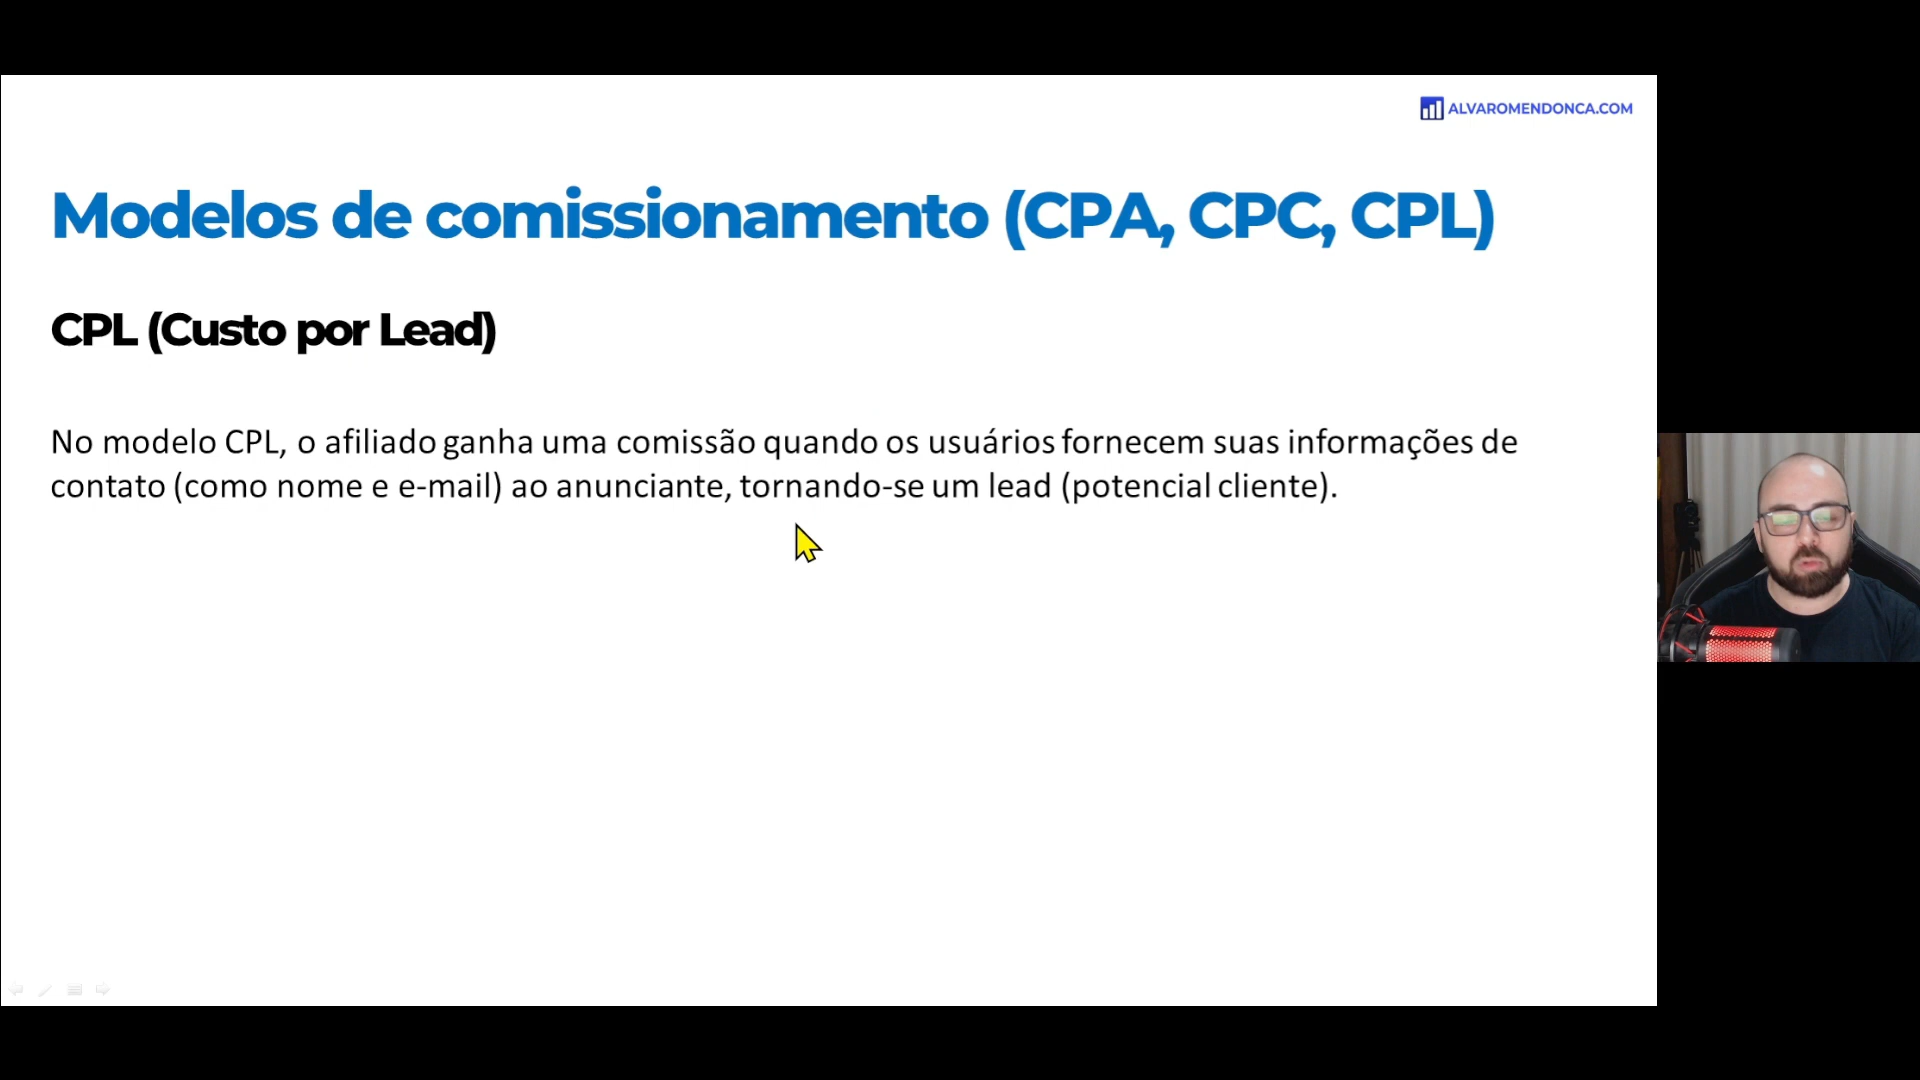 ALVAROMENDONCA.COM
Modelos de comissionamento (CPA, CPC, CPL)
CPL (Custo por Lead)
No modelo CPL, o afiliado ganha uma comissão quando os usuários fornecem suas informações de
contato (como nome e e-mail) ao anunciante, tornando-se um lead (potencial cliente).